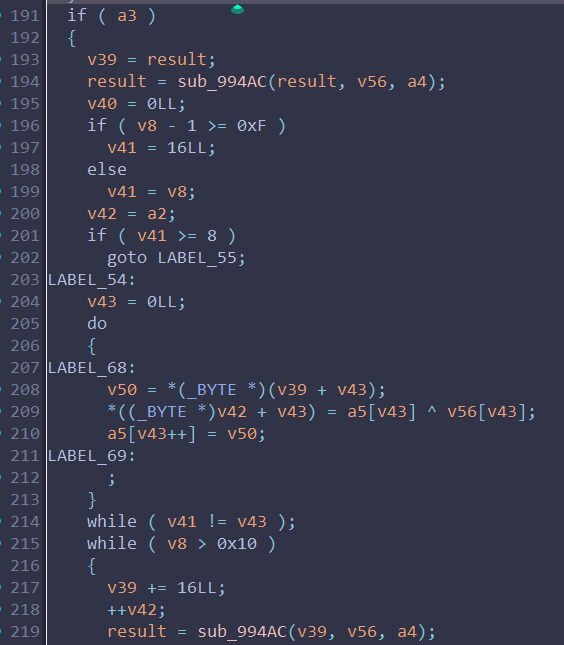 191 if ( a3 )
192 {
193 v39 = result;
194 result = sub_994AC(result, v56, a4);
195 v40 = 0LL;
196 if ( v8 - 1 >= 0xF )
197 v41 = 16LL;
198 else
199 v41 = v8;
200 v42 = a2;
201 if ( v41 >= 8 )
202 goto LABEL_55;
203 LABEL_54:
204 v43 = 0LL;
205 do
206 {
207 LABEL_68:
208 v50 = *(_BYTE *)(v39 + v43);
209 *((_BYTE *)v42 + v43) = a5[v43] ^ v56[v43];
210 a5[v43++] = v50;
211 LABEL_69:
212 ;
213 }
214 while ( v41 != v43 );
215 while ( v8 > 0x10 )
216 {
217 v39 += 16LL;
218 ++v42;
219 result = sub_994AC(v39, v56, a4);